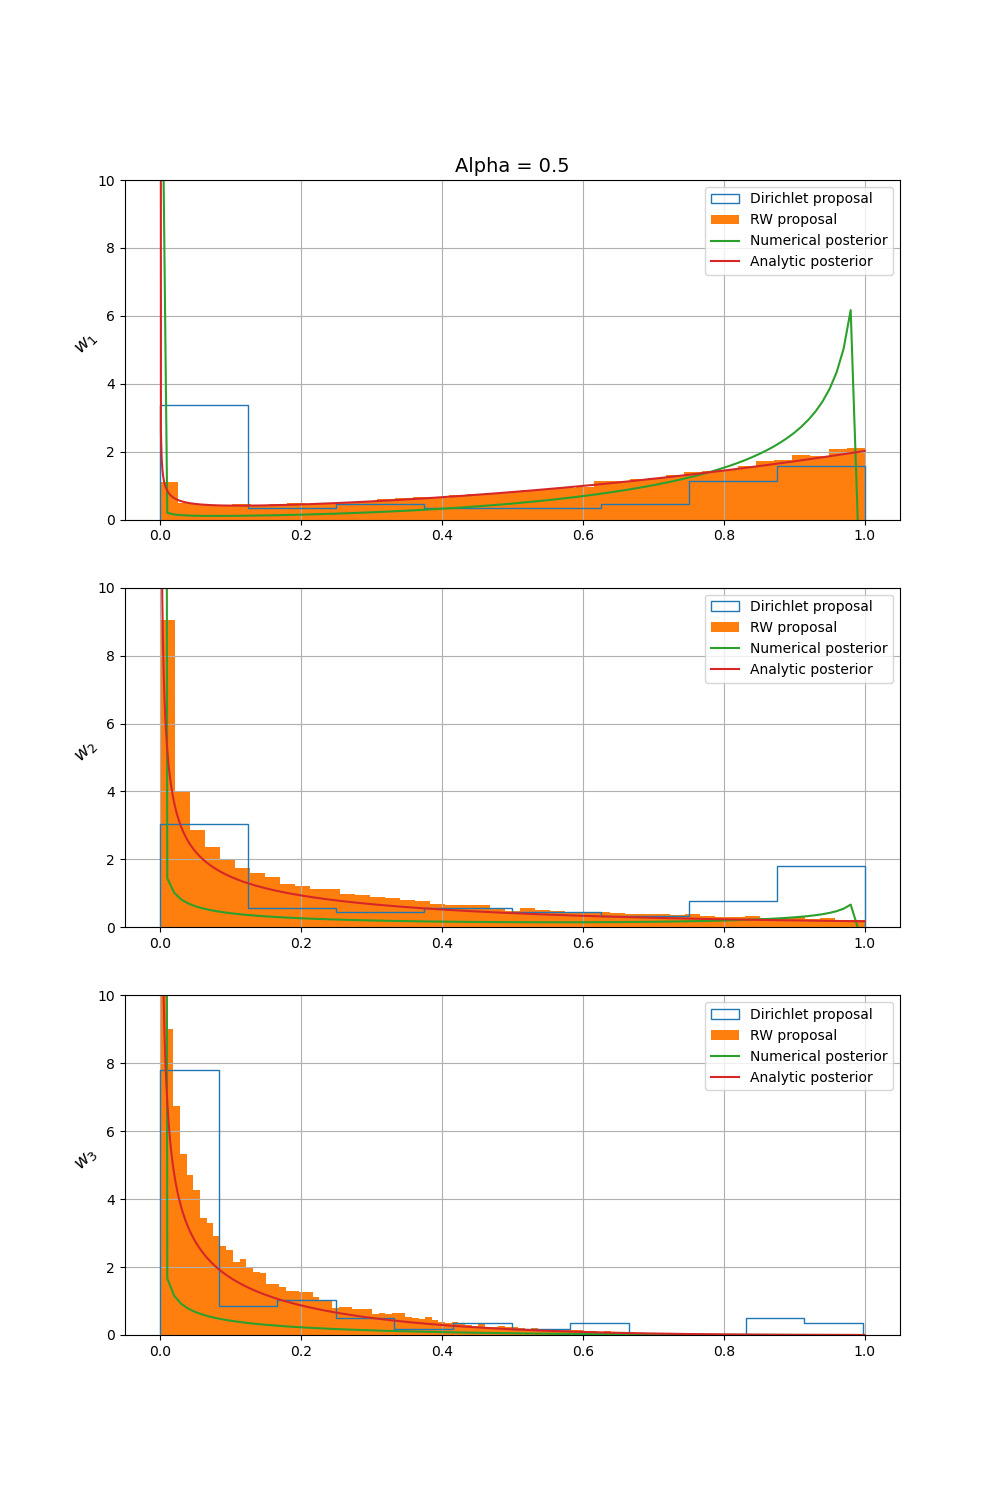 Alpha = 0.5
10
8
6
4
2
0
w₁
Dirichlet proposal
RW proposal
Numerical posterior
Analytic posterior
0.0 0.2 0.4 0.6 0.8 1.0
10
8
6
4
2
0
w₂
Dirichlet proposal
RW proposal
Numerical posterior
Analytic posterior
0.0 0.2 0.4 0.6 0.8 1.0
10
8
6
4
2
0
w₃
Dirichlet proposal
RW proposal
Numerical posterior
Analytic posterior
0.0 0.2 0.4 0.6 0.8 1.0